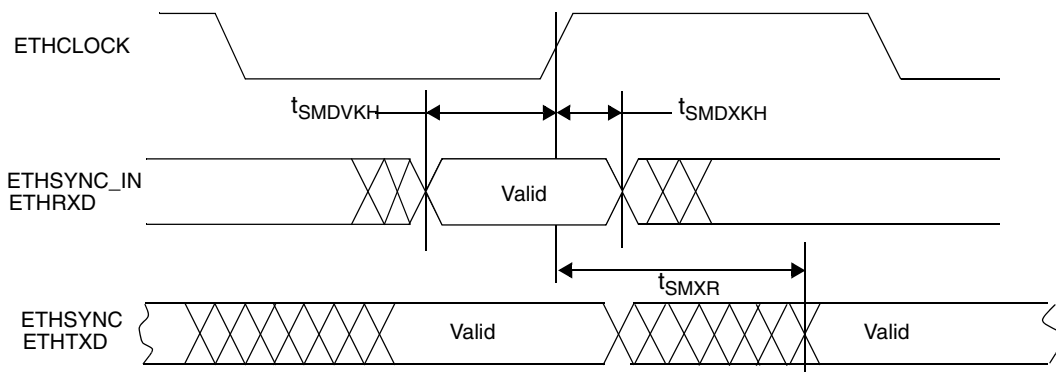 ETHCLOCK
tSMDVKH
tSMDXKH
ETHSYNC_IN
ETHRXD
Valid
tSMXR
ETHSYNC
ETHTXD
Valid
Valid